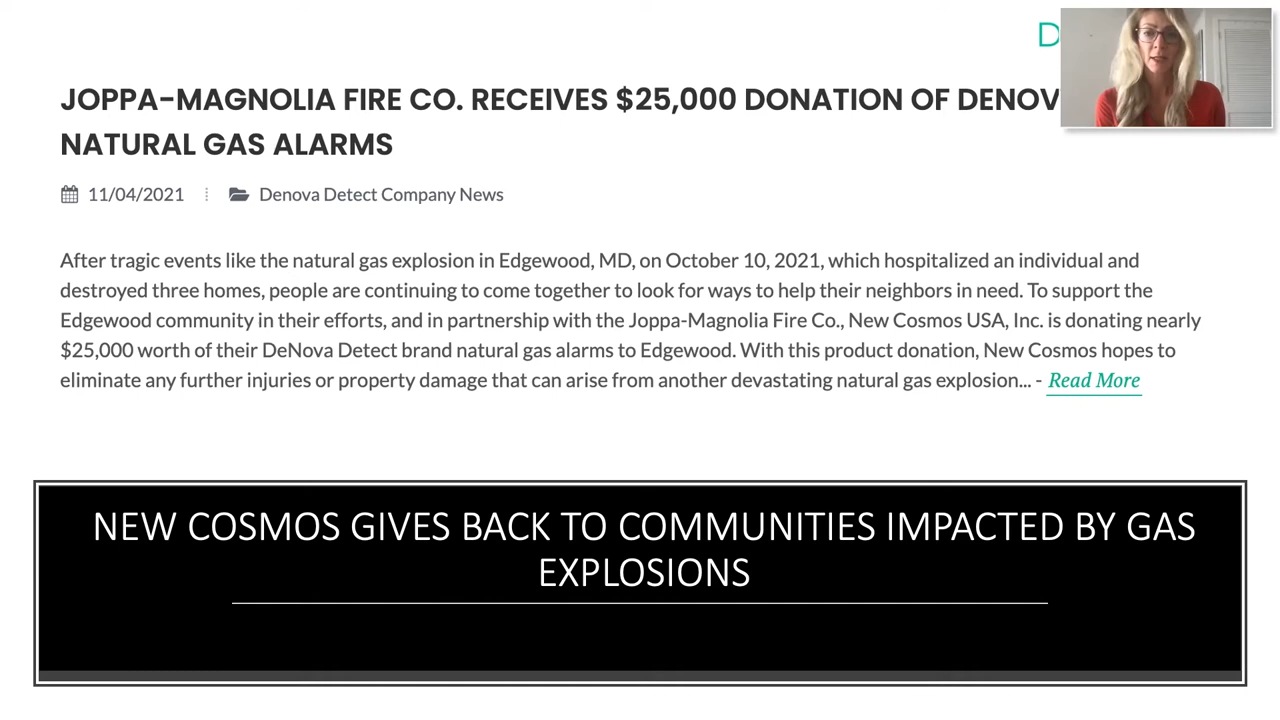 JOPPA-MAGNOLIA FIRE CO. RECEIVES $25,000 DONATION OF
NATURAL GAS ALARMS
11/04/2021 Denova Detect Company News
After tragic events like the natural gas explosion in Edgewood, MD, on October 10, 2021, which hospitalized an individual and
destroyed three homes, people are continuing to come together to look for ways to help their neighbors in need. To support the
Edgewood community in their efforts, and in partnership with the Joppa-Magnolia Fire Co., New Cosmos USA, Inc. is donating nearly
$25,000 worth of their DeNova Detect brand natural gas alarms to Edgewood. With this product donation, New Cosmos hopes to
eliminate any further injuries or property damage that can arise from another devastating natural gas explosion... - Read More
NEW COSMOS GIVES BACK TO COMMUNITIES IMPACTED BY GAS
EXPLOSIONS